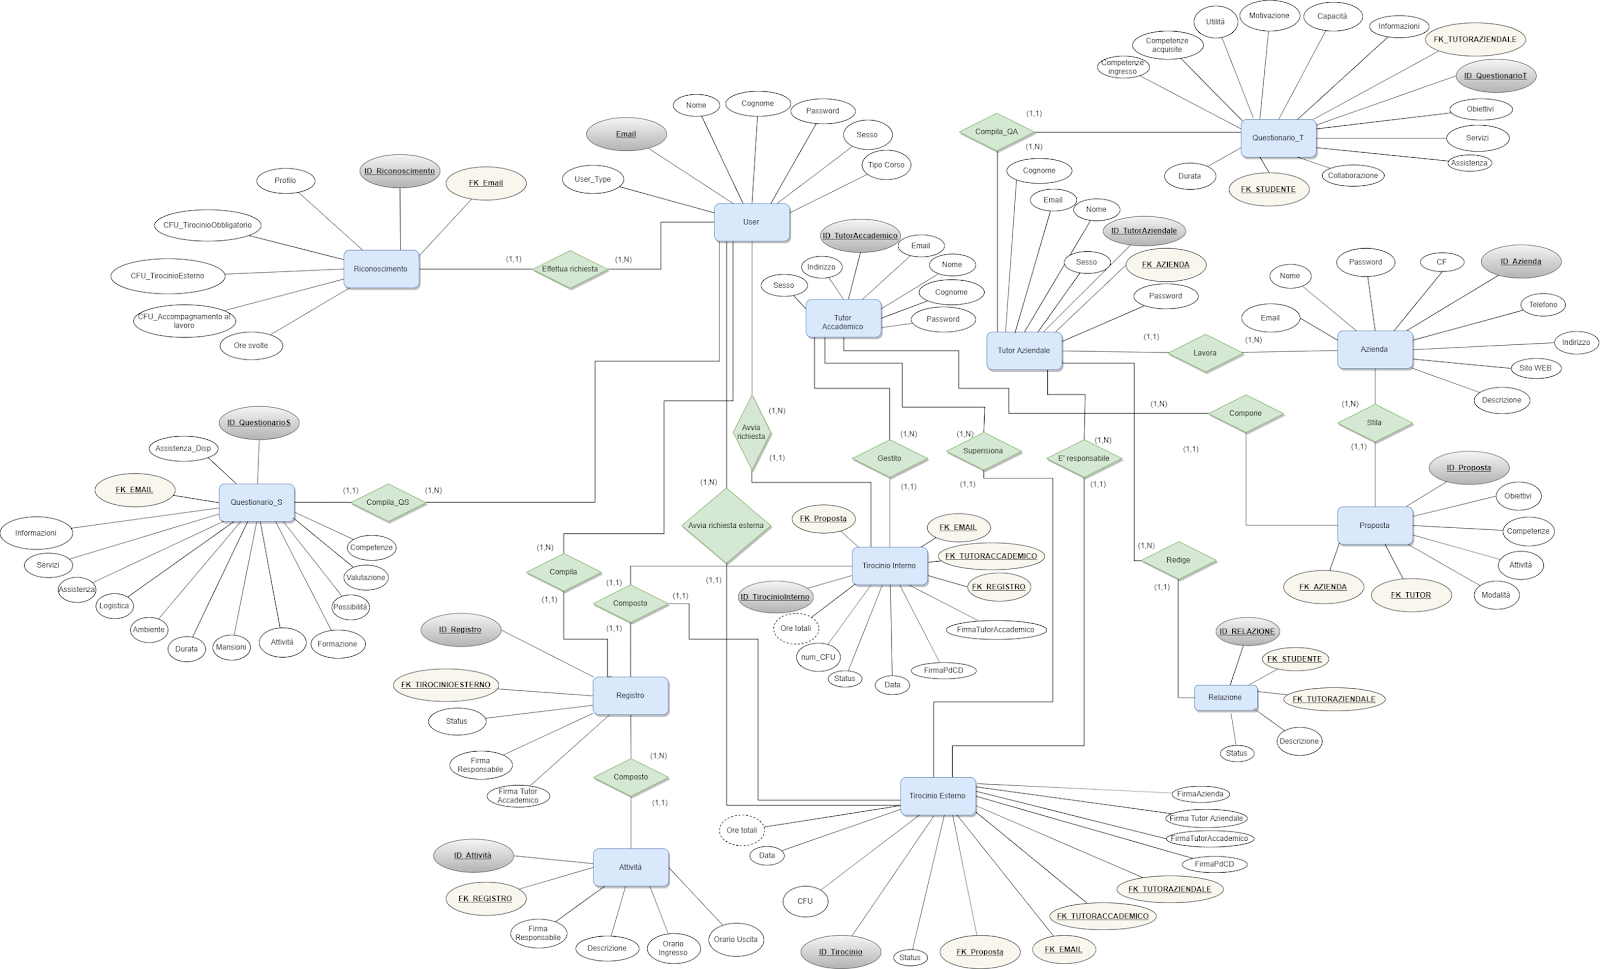 Utilità
Motivazione
Capacità
Informazioni
FK_TUTORAZIENDALE
Competenze
acquisite
Competenze
ingresso
ID_QuestionarioT
Obiettivi
Servizi
Assistenza
Questionario_T
Durata
FK_STUDENTE
Collaborazione
Compila_QA
(1,1)
(1,N)
Nome
Cognome
Password
Email
Sesso
Tipo Corso
User_Type
User
Profilo
ID_Riconoscimento
FK_Email
CFU_TirocinioObbligatorio
CFU_TirocinioEsterno
CFU_Accompagnamento al
lavoro
Ore svolte
Riconoscimento
(1,1)
Effettua richiesta
(1,N)
ID_TutorAccademico
Email
Indirizzo
Nome
Sesso
Cognome
Password
Tutor
Accademico
Cognome
Email
Nome
ID_TutorAziendale
Sesso
FK_AZIENDA
Password
Tutor Aziendale
(1,1)
Lavora
(1,N)
Nome
Password
CF
ID_Azienda
Email
Telefono
Indirizzo
Sito WEB
Descrizione
Azienda
(1,N)
Compone
(1,1)
(1,N)
Stila
(1,1)
ID_Proposta
Obiettivi
Competenze
Attività
Modalità
Proposta
FK_AZIENDA
FK_TUTOR
ID_QuestionarioS
Assistenza_Disp
FK_EMAIL
Questionario_S
Informazioni
Servizi
Assistenza
Logistica
Ambiente
Durata
Mansioni
Attività
Formazione
Possibilità
Valutazione
Competenze
(1,1)
Compila_QS
(1,N)
(1,N)
Avvia
richiesta
(1,1)
(1,N)
Avvia richiesta esterna
(1,1)
(1,N)
Gestito
(1,1)
(1,N)
Superisiona
(1,1)
(1,N)
E' responsabile
(1,1)
(1,N)
Redige
(1,1)
FK_Proposta
FK_EMAIL
FK_TUTORACCADEMICO
FK_REGISTRO
Tirocinio Interno
ID_TirocinioInterno
Ore totali
num_CFU
Status
Data
FirmaPdCD
FirmaTutorAccademico
(1,N)
Compila
(1,1)
(1,1)
Composto
(1,1)
(1,1)
ID_Registro
FK_TIROCINIOESTERNO
Status
Firma
Responsabile
Firma Tutor
Accademico
Registro
(1,N)
Composto
(1,1)
ID_Attività
FK_REGISTRO
Attività
Firma
Responsabile
Descrizione
Orario
Ingresso
Orario Uscita
ID_RELAZIONE
FK_STUDENTE
FK_TUTORAZIENDALE
Relazione
Status
Descrizione
Tirocinio Esterno
Ore totali
Data
CFU
ID_Tirocinio
Status
FK_Proposta
FK_EMAIL
FK_TUTORACCADEMICO
FK_TUTORAZIENDALE
FirmaPdCD
FirmaTutorAccademico
Firma Tutor Aziendale
FirmaAzienda